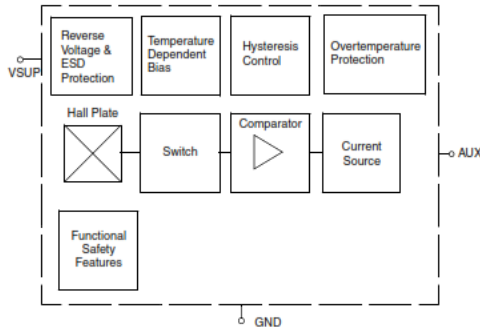 Reverse
Voltage &
ESD
Protection
Temperature
Dependent
Bias
Hysteresis
Control
Overtemperature
Protection
VSUP
Hall Plate
Switch
Comparator
Current
Source
AUX
Functional
Safety
Features
GND